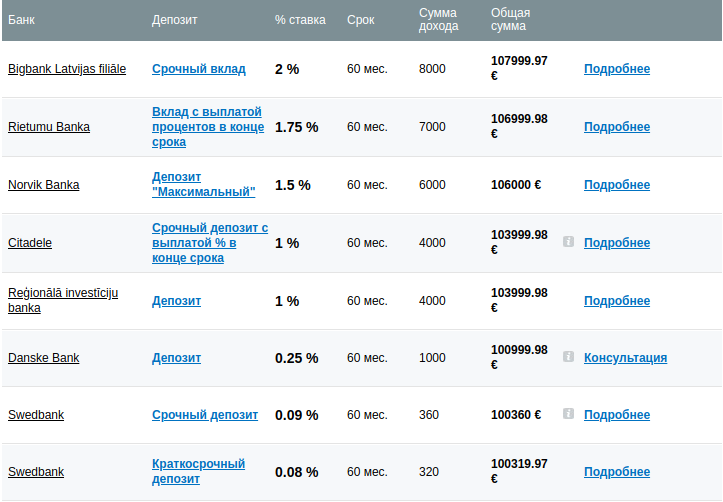 Банк Депозит % ставка Срок Сумма дохода Общая сумма
Bigbank Latvijas filiāle Срочный вклад 2 % 60 мес. 8000 107999.97 € Подробнее
Rietumu Banka Вклад с выплатой процентов в конце срока 1.75 % 60 мес. 7000 106999.98 € Подробнее
Norvik Banka Депозит "Максимальный" 1.5 % 60 мес. 6000 106000 € Подробнее
Citadele Срочный депозит с выплатой % в конце срока 1 % 60 мес. 4000 103999.98 € i Подробнее
Reģionālā investīciju banka Депозит 1 % 60 мес. 4000 103999.98 € Подробнее
Danske Bank Депозит 0.25 % 60 мес. 1000 100999.98 € i Консультация
Swedbank Срочный депозит 0.09 % 60 мес. 360 100360 € i Подробнее
Swedbank Краткосрочный депозит 0.08 % 60 мес. 320 100319.97 € Подробнее